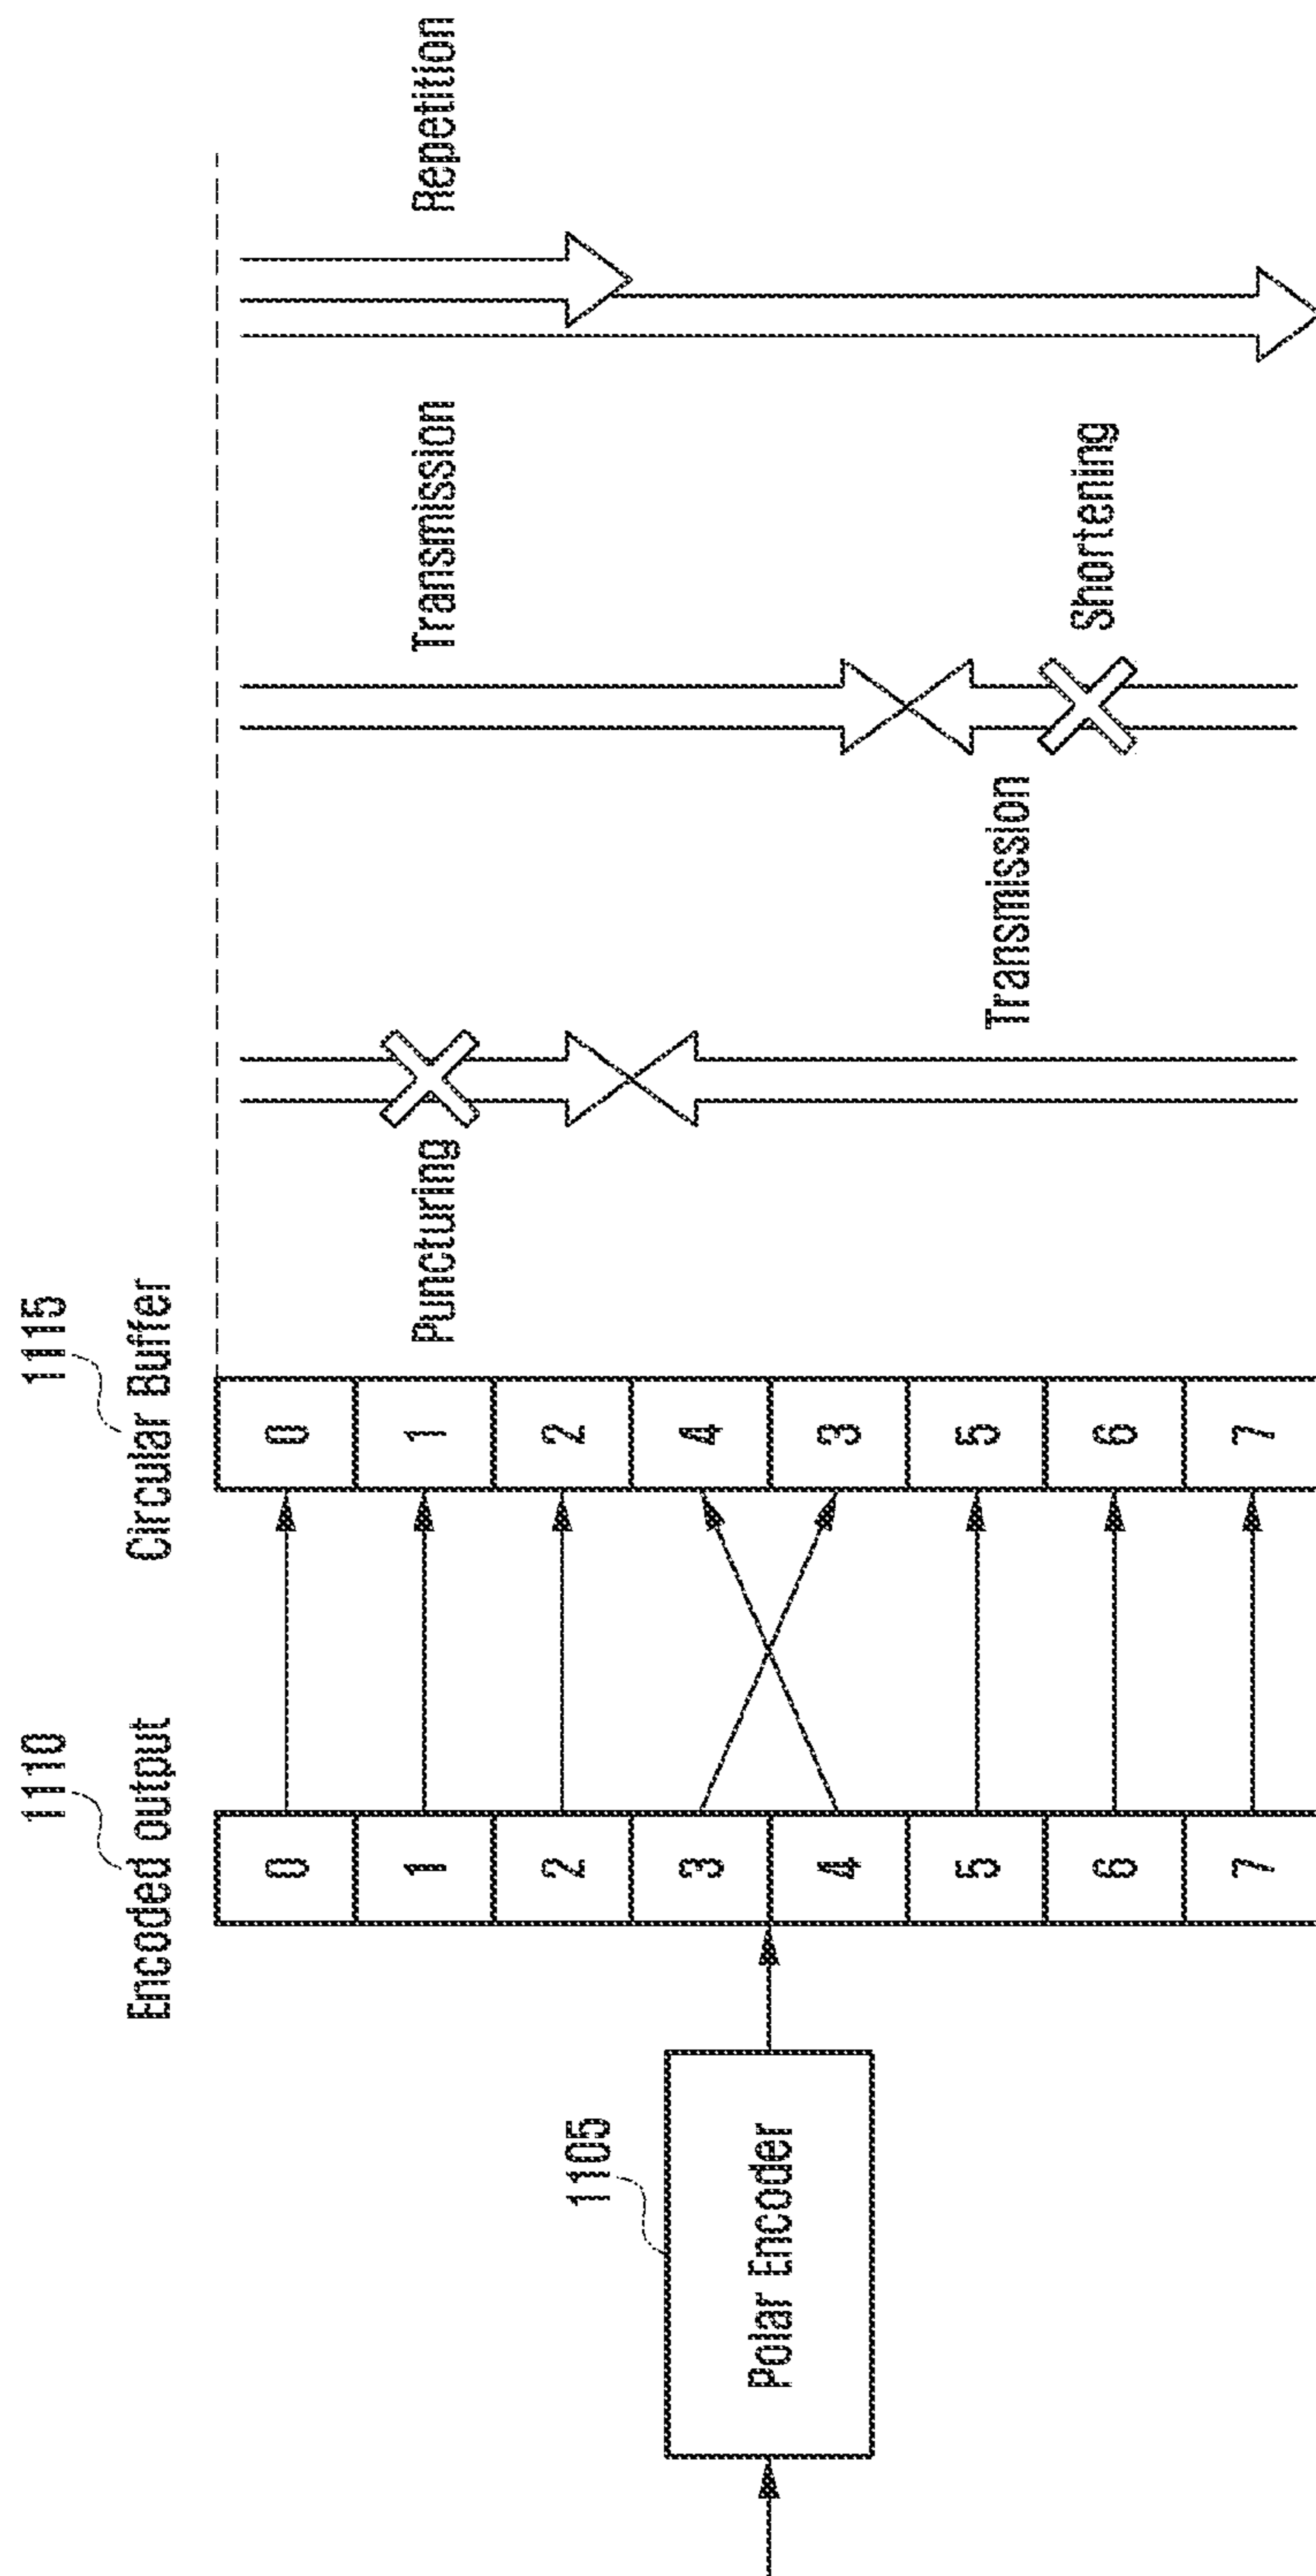 1105
Polar Encoder
1110
Encoded output
0
1
2
3
4
5
6
7
1115
Circular Buffer
0
1
2
4
3
5
6
7
Puncturing
Transmission
Transmission
Shortening
Repetition